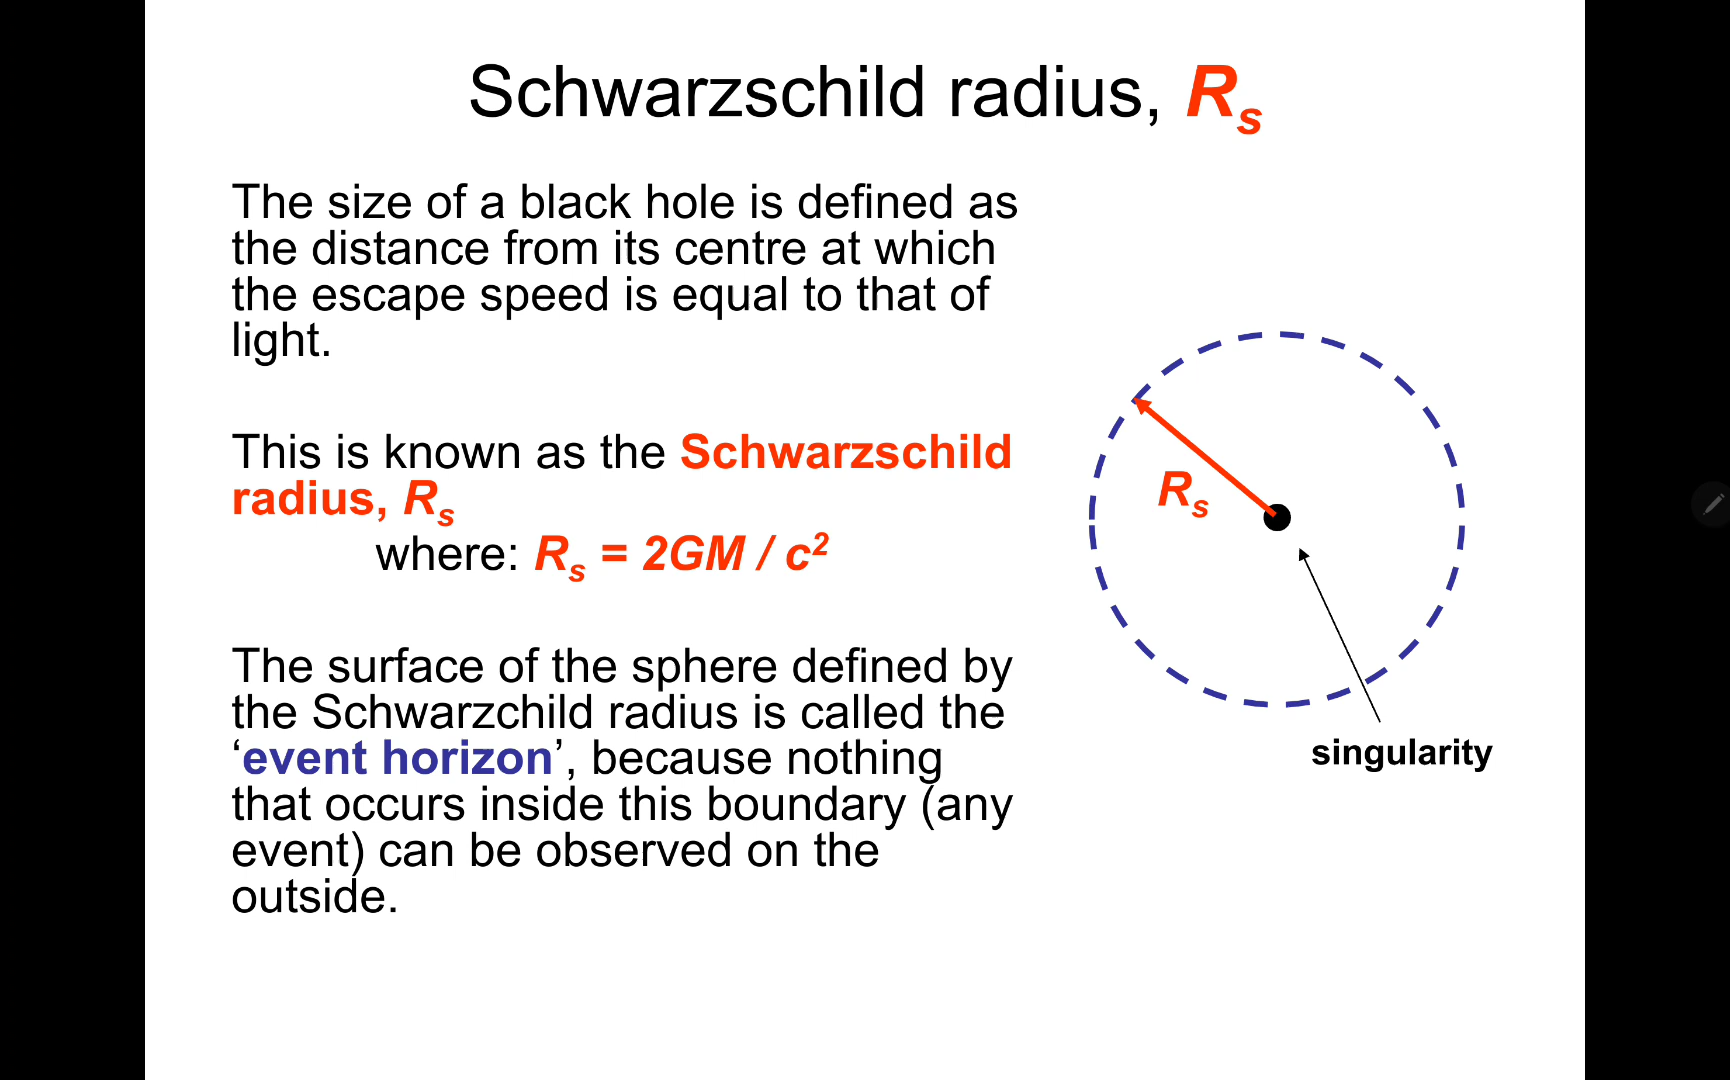 Schwarzschild radius, Rs
The size of a black hole is defined as
the distance from its centre at which
the escape speed is equal to that of
light.
This is known as the Schwarzschild
radius, Rs
where: Rs = 2GM / c²
The surface of the sphere defined by
the Schwarzchild radius is called the
‘event horizon’, because nothing
that occurs inside this boundary (any
event) can be observed on the
outside.
Rs
singularity